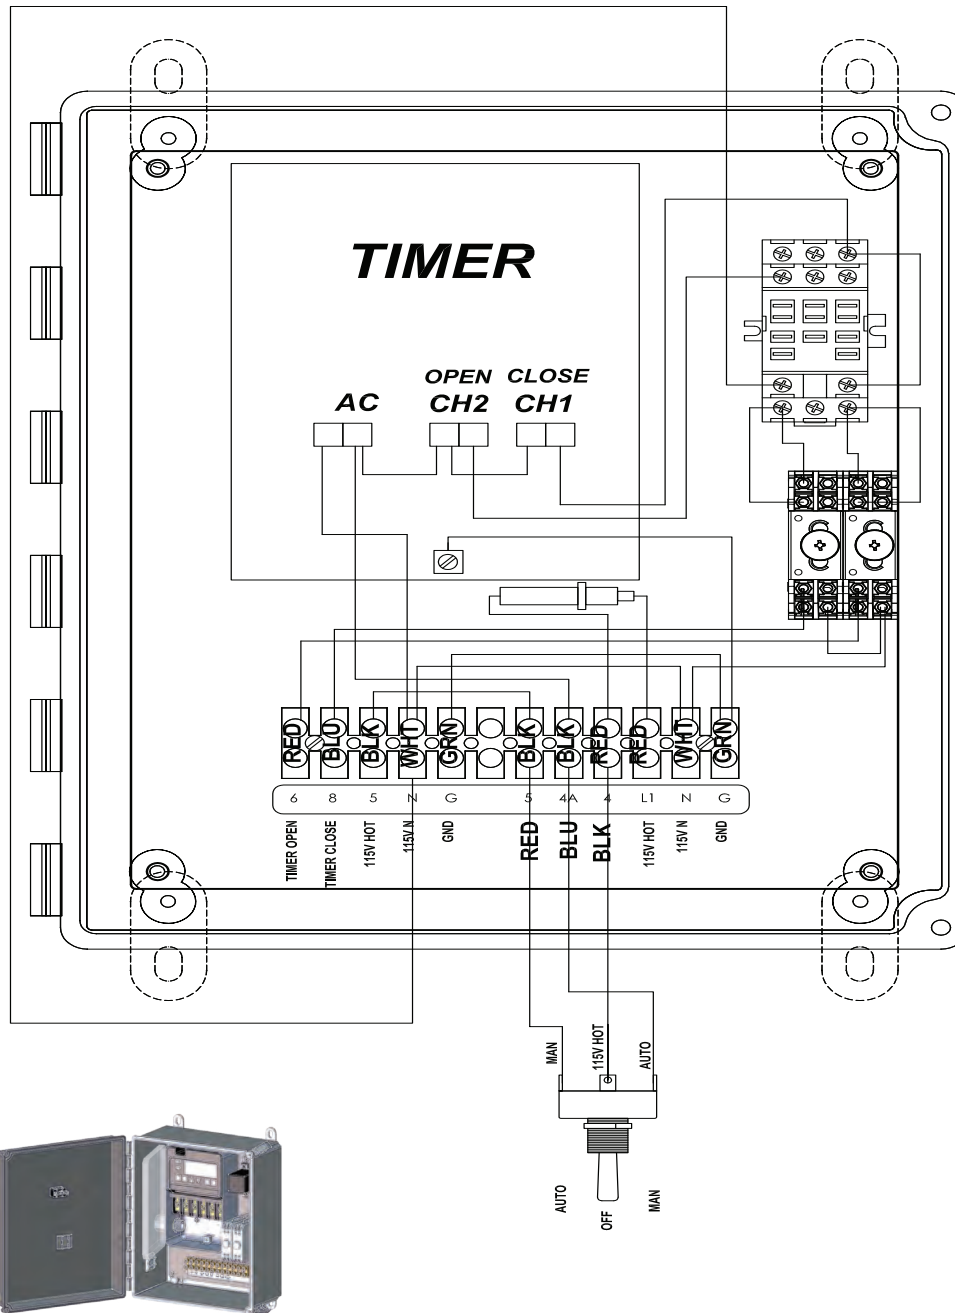 TIMER
OPEN CLOSE
AC CH2 CH1
RED BLU BLK WHT GRN BLK BLK RED RED WHT GRN
6 8 5 N G 5 4A 4 L1 N G
TIMER OPEN
TIMER CLOSE
115V HOT
115V N
GND
RED
BLU
BLK
115V HOT
115V N
GND
MAN
115V HOT
AUTO
AUTO
OFF
MAN